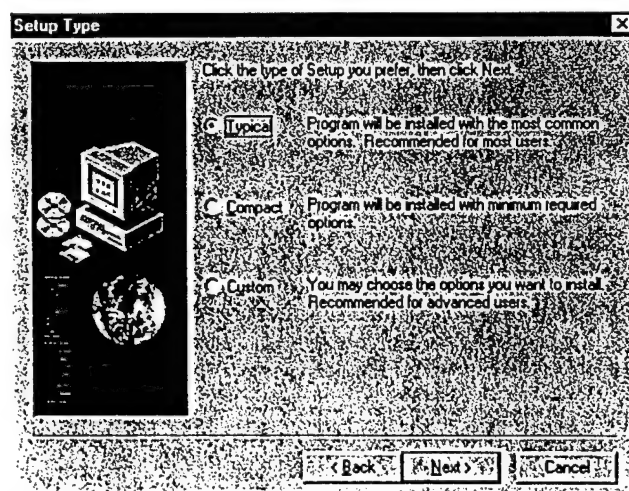 Setup Type
Click the type of Setup you prefer, then click Next.
Typical Program will be installed with the most common
options. Recommended for most users.
Compact Program will be installed with minimum required
options.
Custom You may choose the options you want to install.
Recommended for advanced users.
< Back Next > Cancel